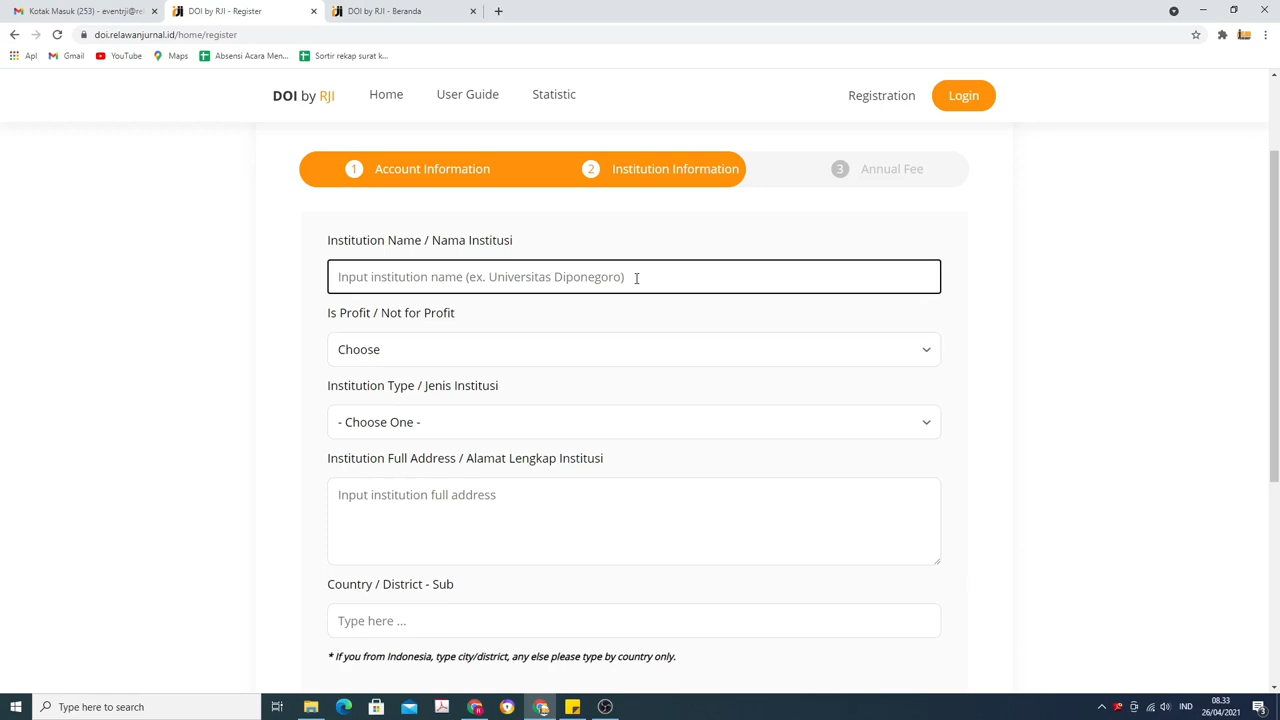 Kotak Masuk (253) - eventrji@re
DOI by RJI - Register
DOI by RJI - Beranda
doi.relawanjurnal.id/home/register
Apl
Gmail
YouTube
Maps
Absensi Acara Men...
Sortir rekap surat k...
DOI by RJI
Home
User Guide
Statistic
Registration
Login
1 Account Information
2 Institution Information
3 Annual Fee
Institution Name / Nama Institusi
Input institution name (ex. Universitas Diponegoro)
Is Profit / Not for Profit
Choose
Institution Type / Jenis Institusi
- Choose One -
Institution Full Address / Alamat Lengkap Institusi
Input institution full address
Country / District - Sub
Type here ...
* If you from Indonesia, type city/district, any else please type by country only.
Type here to search
IND
08.33
26/04/2021